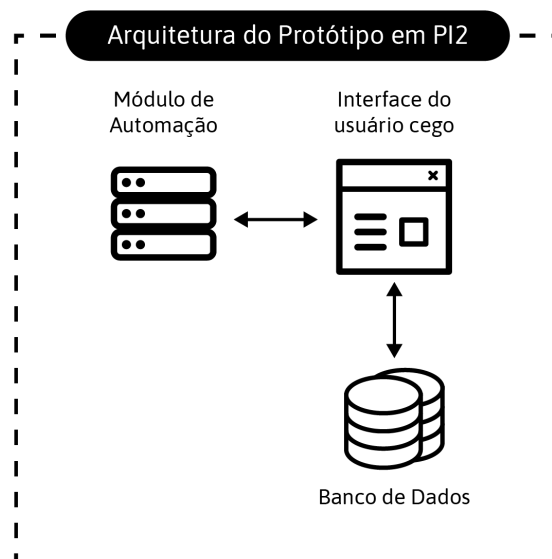 Arquitetura do Protótipo em PI2
Módulo de
Automação
Interface do
usuário cego
Banco de Dados